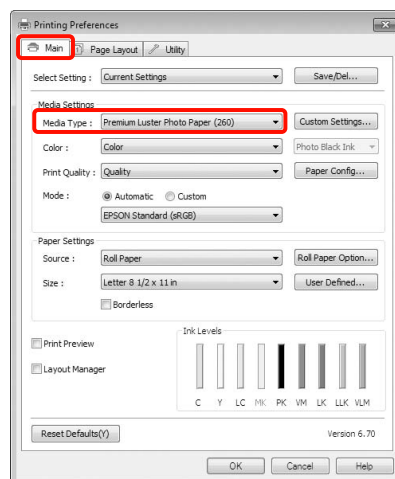 Printing Preferences
Main Page Layout Utility
Select Setting : Current Settings Save/Del...
Media Settings
Media Type : Premium Luster Photo Paper (260) Custom Settings...
Color : Color Photo Black Ink
Print Quality : Quality Paper Config...
Mode : Automatic Custom
EPSON Standard (sRGB)
Paper Settings
Source : Roll Paper Roll Paper Option...
Size : Letter 8 1/2 x 11 in User Defined...
Borderless
Ink Levels
Print Preview
Layout Manager
C Y LC MK PK VM LK LLK VLM
Reset Defaults(Y) Version 6.70
OK Cancel Help